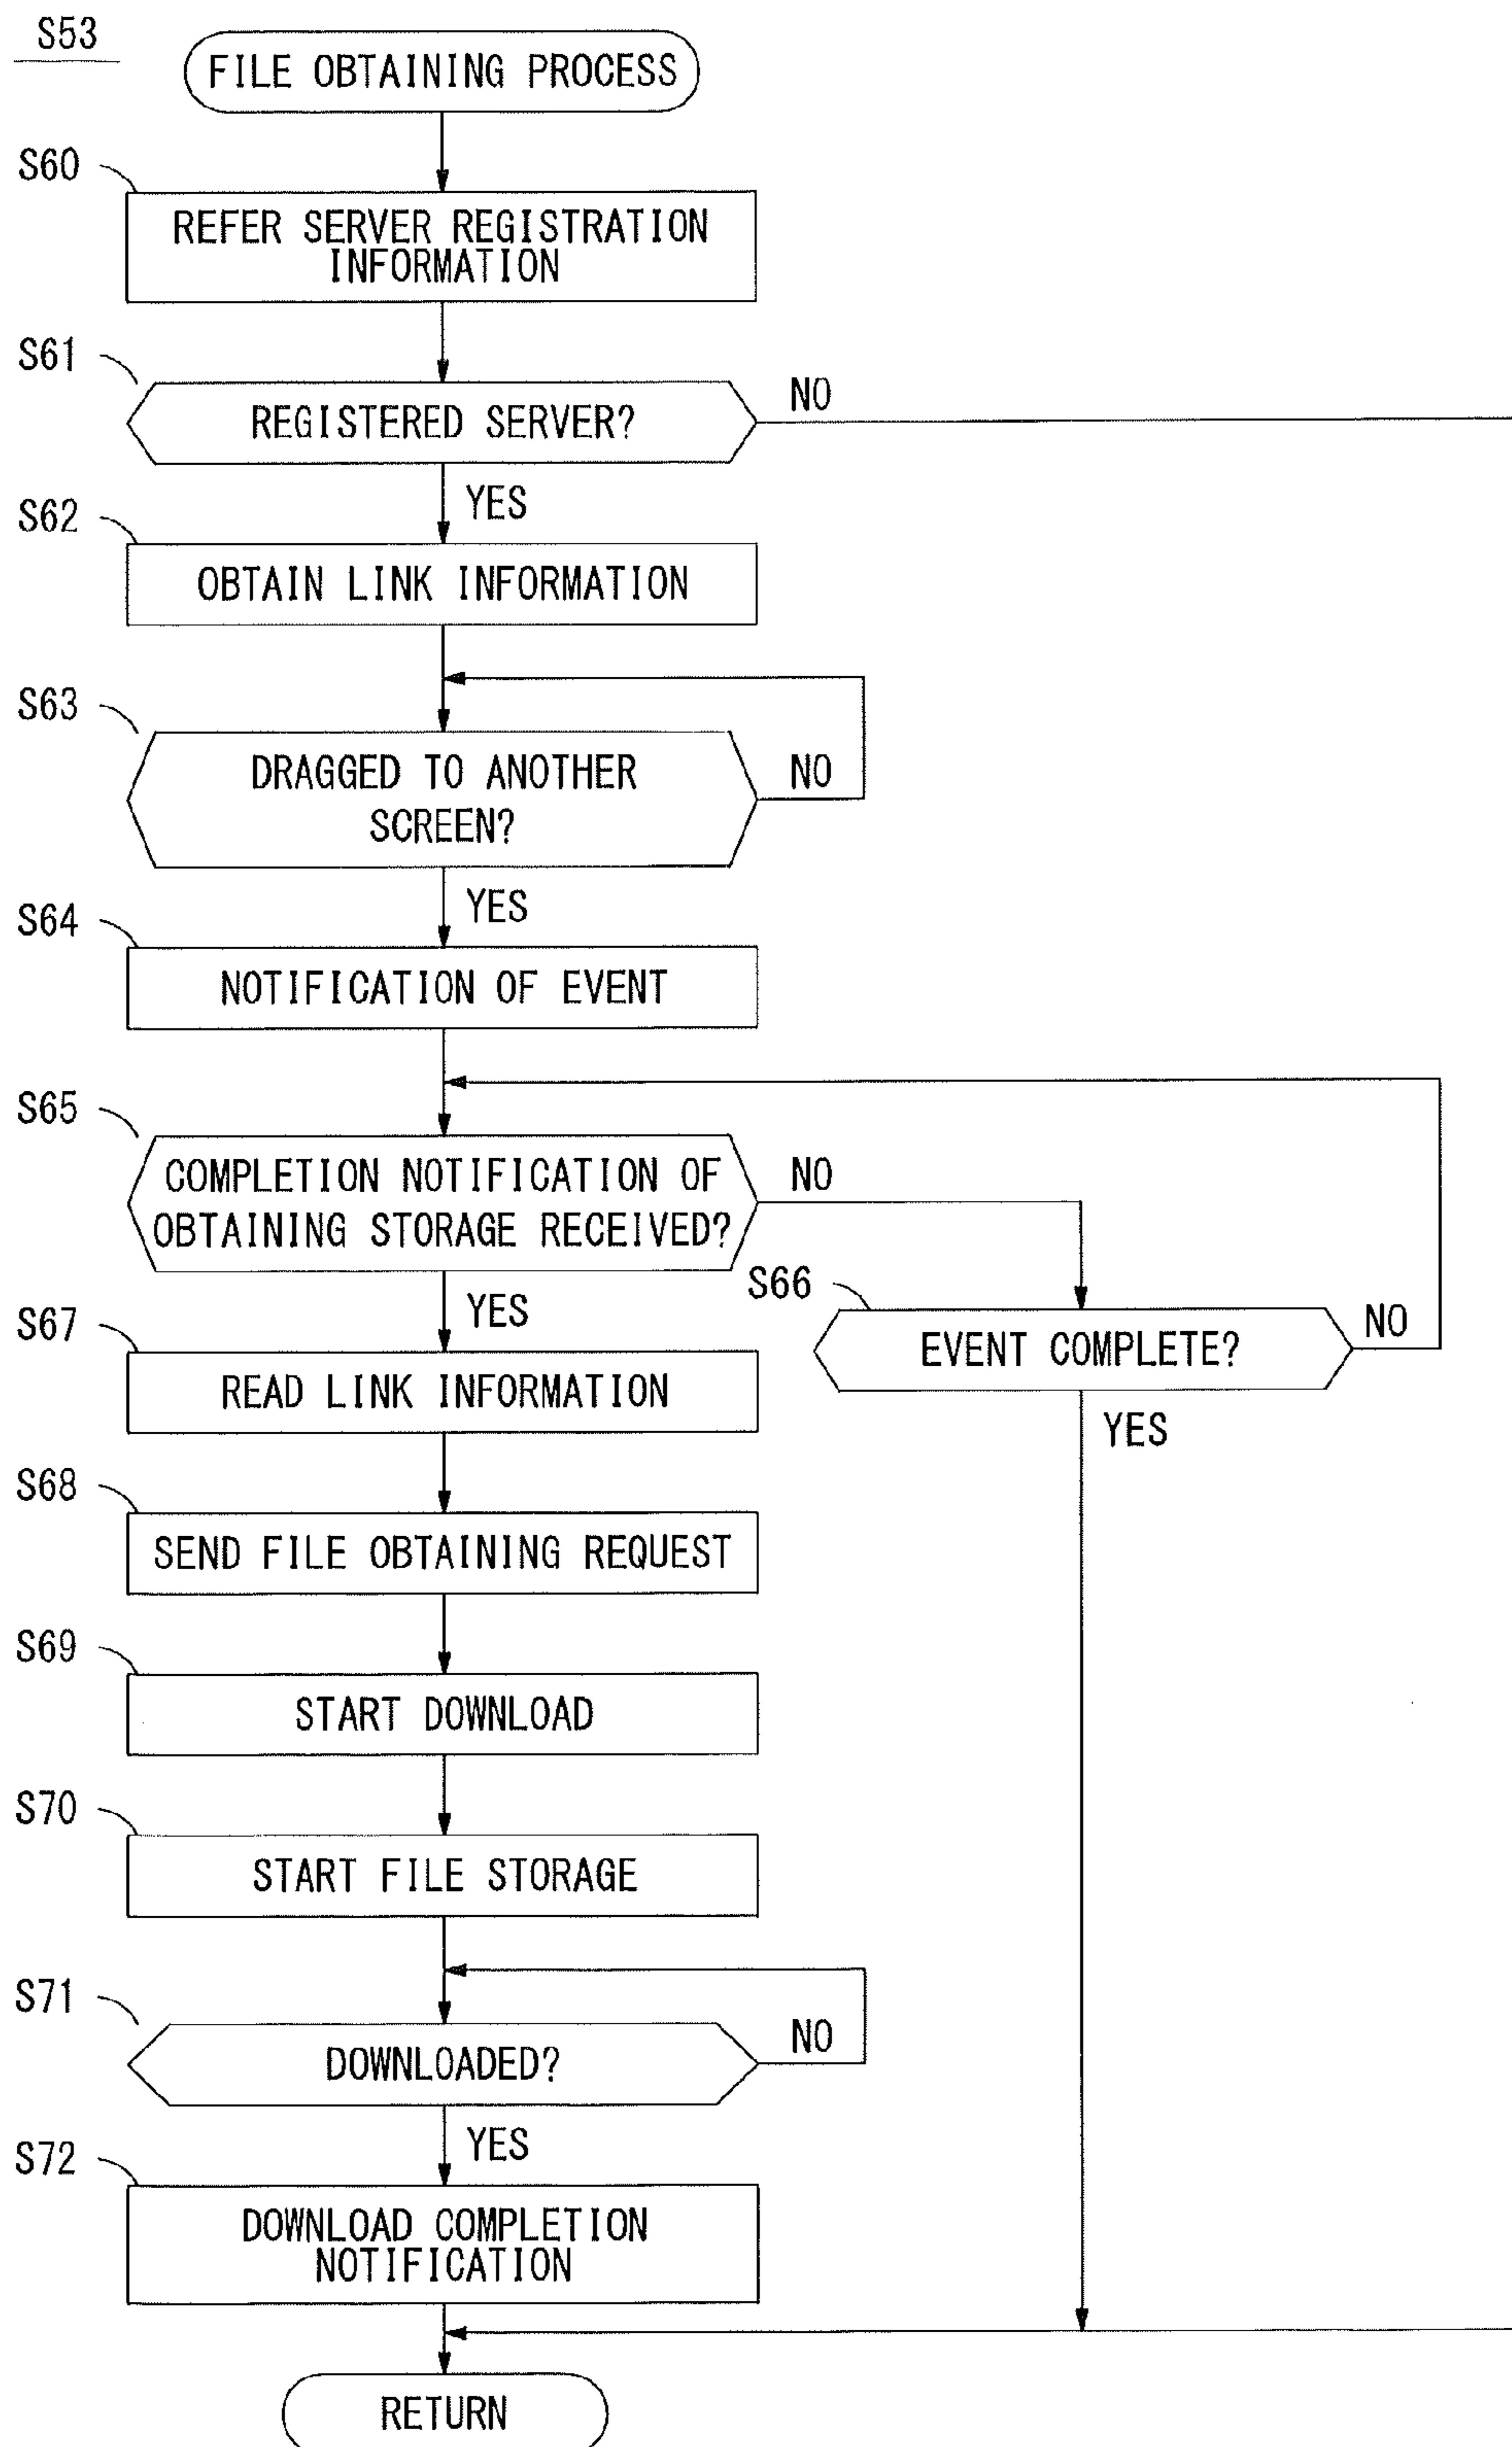 S53
FILE OBTAINING PROCESS
S60
REFER SERVER REGISTRATION
INFORMATION
S61
REGISTERED SERVER?
NO
YES
S62
OBTAIN LINK INFORMATION
S63
DRAGGED TO ANOTHER
SCREEN?
NO
YES
S64
NOTIFICATION OF EVENT
S65
COMPLETION NOTIFICATION OF
OBTAINING STORAGE RECEIVED?
NO
YES
S66
EVENT COMPLETE?
NO
YES
S67
READ LINK INFORMATION
S68
SEND FILE OBTAINING REQUEST
S69
START DOWNLOAD
S70
START FILE STORAGE
S71
DOWNLOADED?
NO
YES
S72
DOWNLOAD COMPLETION
NOTIFICATION
RETURN